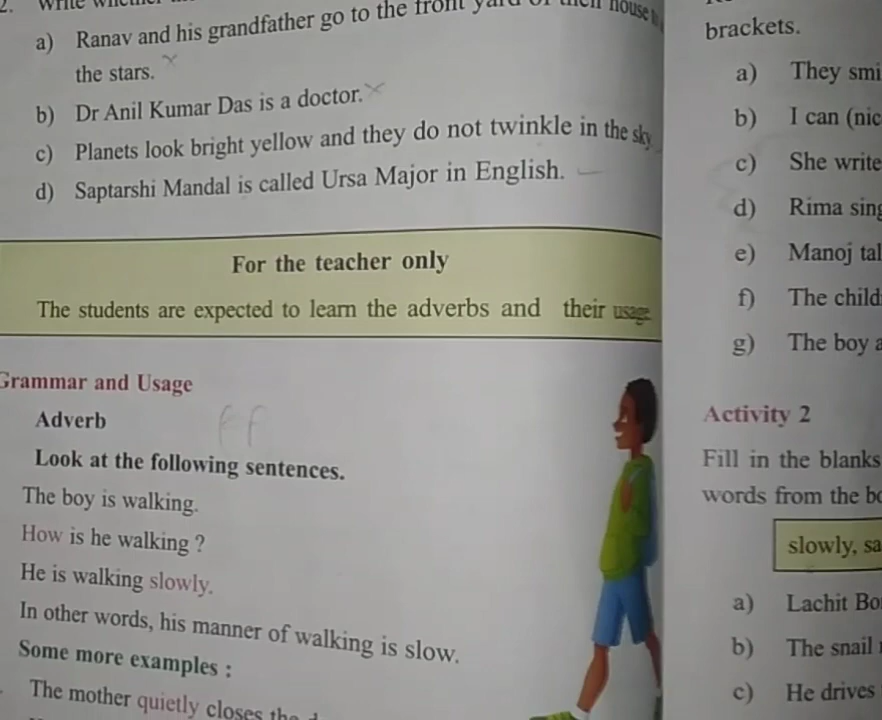 2.
a) Ranav and his grandfather go to the front yard of their house
the stars.
b) Dr Anil Kumar Das is a doctor.
c) Planets look bright yellow and they do not twinkle in the sky
d) Saptarshi Mandal is called Ursa Major in English.
For the teacher only
The students are expected to learn the adverbs and their usage
Grammar and Usage
Adverb
Look at the following sentences.
The boy is walking.
How is he walking ?
He is walking slowly.
In other words, his manner of walking is slow.
Some more examples :
The mother quietly closes the
brackets.
a) They smi
b) I can (nic
c) She write
d) Rima sing
e) Manoj tal
f) The child
g) The boy a
Activity 2
Fill in the blanks
words from the bo
slowly, sa
a) Lachit Bo
b) The snail
c) He drives